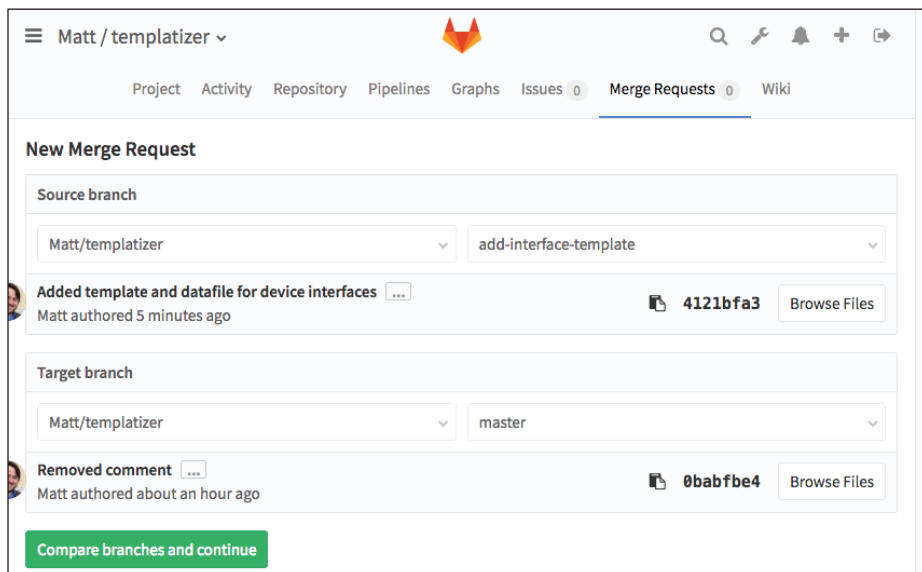 Matt / templatizer
Project Activity Repository Pipelines Graphs Issues 0 Merge Requests 0 Wiki
New Merge Request
Source branch
Matt/templatizer add-interface-template
Added template and datafile for device interfaces ...
4121bfa3 Browse Files
Matt authored 5 minutes ago
Target branch
Matt/templatizer master
Removed comment ...
0babfbe4 Browse Files
Matt authored about an hour ago
Compare branches and continue